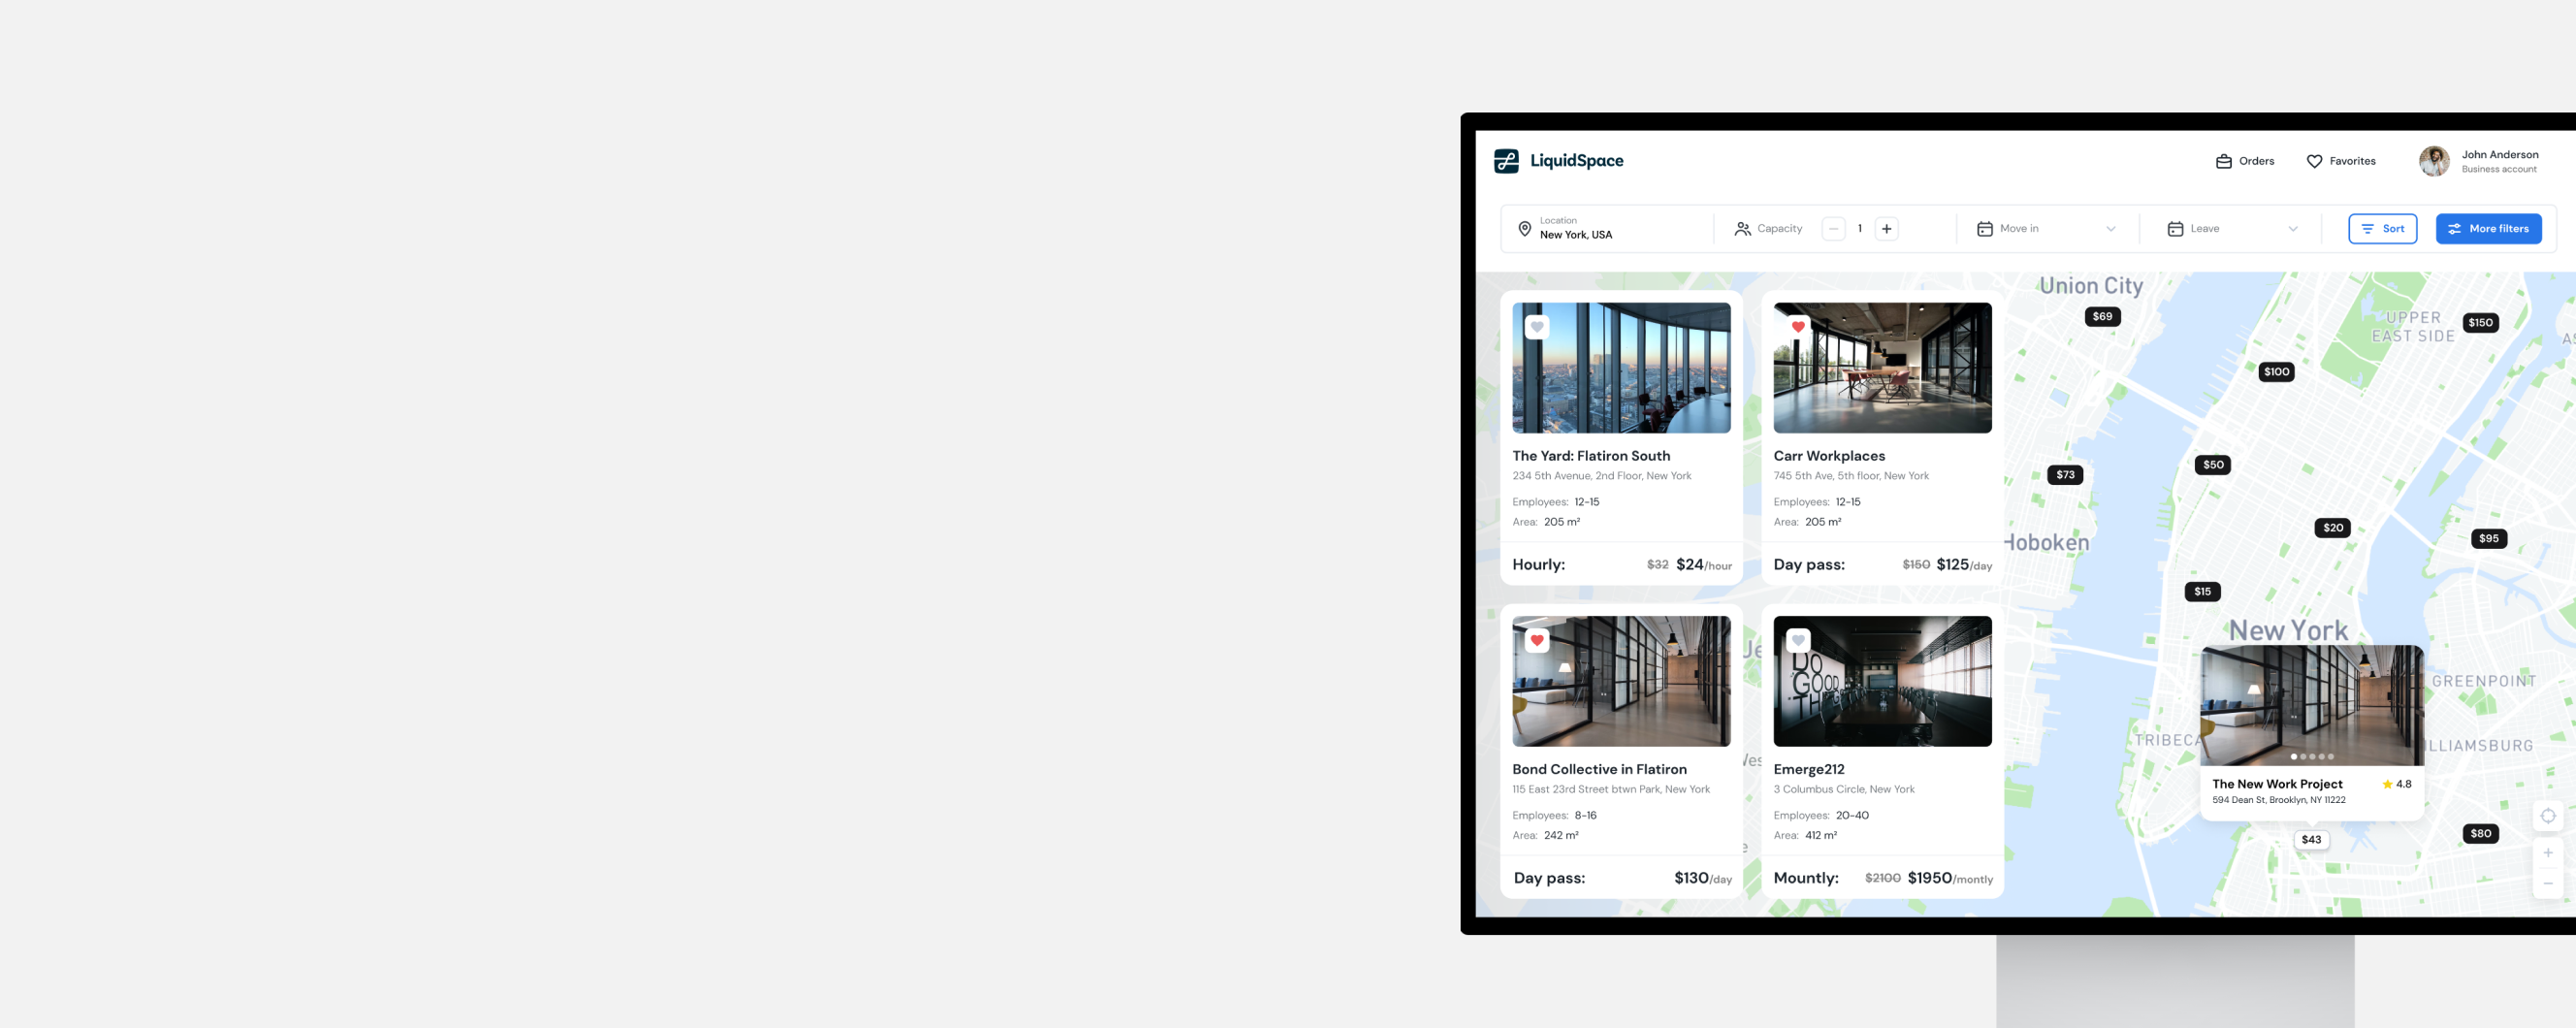 LiquidSpace
Orders
Favorites
John Anderson
Business account
Location
New York, USA
Capacity
1
Move in
Leave
Sort
More filters
The Yard: Flatiron South
234 5th Avenue, 2nd Floor, New York
Employees: 12-15
Area: 205 m²
Hourly: $32 $24/hour
Carr Workplaces
745 5th Ave, 5th floor, New York
Employees: 12-15
Area: 205 m²
Day pass: $150 $125/day
DO
GOOD
TH
Bond Collective in Flatiron
115 East 23rd Street btwn Park, New York
Employees: 8-16
Area: 242 m²
Day pass: $130/day
Emerge212
3 Columbus Circle, New York
Employees: 20-40
Area: 412 m²
Mountly: $2100 $1950/montly
Union City
$69
UPPER
EAST SIDE
$150
$100
$50
$73
$20
$95
Hoboken
$15
New York
GREENPOINT
TRIBECA
LLIAMSBURG
The New Work Project
4.8
594 Dean St, Brooklyn, NY 11222
$43
$80